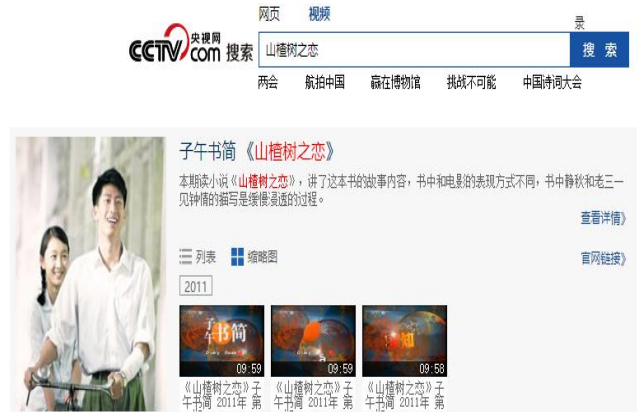 网页 视频
录
CCTV.com 央视网 搜索 山楂树之恋 搜 索
两会 航拍中国 赢在博物馆 挑战不可能 中国诗词大会
子午书简 《山楂树之恋》
本期读小说《山楂树之恋》，讲了这本书的故事内容，书中和电影的表现方式不同，书中静秋和老三一
见钟情的描写是缓慢浸透的过程。
查看详情》
列表 缩略图 官网链接》
2011
子午书简
知
09:59 09:59 09:58
《山楂树之恋》子 《山楂树之恋》子 《山楂树之恋》子
午书简 2011年 第 午书简 2011年 第 午书简 2011年 第